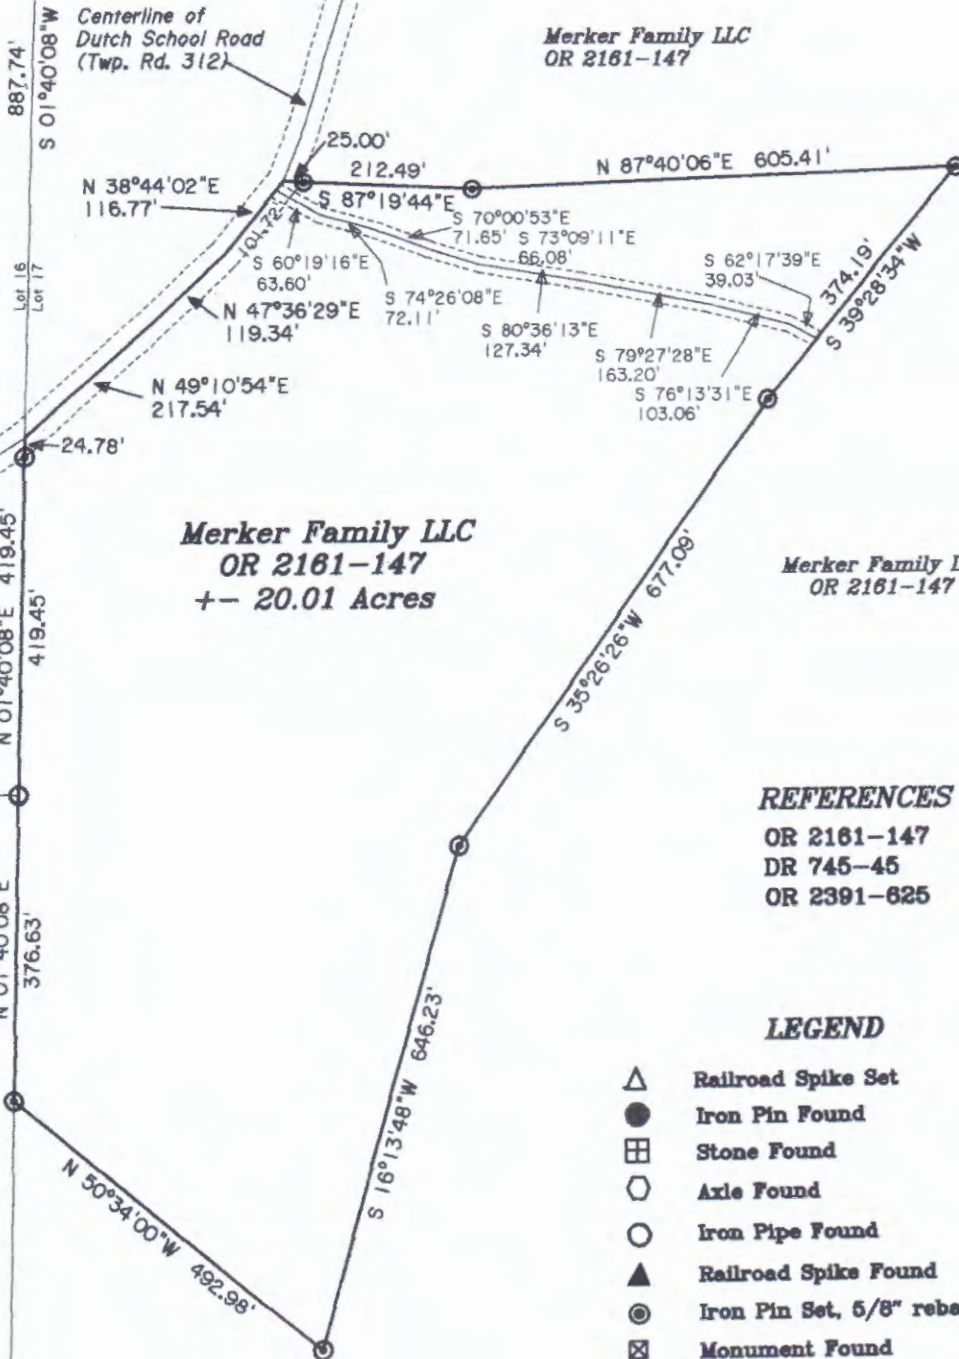 Centerline of
Dutch School Road
(Twp. Rd. 312)
887.74'
S 01°40'08"W
Merker Family LLC
OR 2161-147
25.00'
212.49'
N 87°40'06"E 605.41'
S 87°19'44"E
N 38°44'02"E
116.77'
101.72'
S 70°00'53"E
71.65'
S 73°09'11"E
66.08'
S 60°19'16"E
63.60'
S 74°26'08"E
72.11'
S 62°17'39"E
39.03
374.19'
S 39°28'34"W
Lot 16
Lot 17
N 47°36'29"E
119.34'
S 80°36'13"E
127.34'
S 79°27'28"E
163.20'
S 76°13'31"E
103.06'
N 49°10'54"E
217.54'
24.78'
N 01°40'08"E 419.45'
419.45'
Merker Family LLC
OR 2161-147
+- 20.01 Acres
S 35°26'26"W 677.09'
Merker Family L
OR 2161-147
REFERENCES
OR 2161-147
DR 745-45
OR 2391-625
N 01°40'08"E
376.63'
S 16°13'48"W 646.23'
N 50°34'00"W 492.98'
LEGEND
Railroad Spike Set
Iron Pin Found
Stone Found
Axle Found
Iron Pipe Found
Railroad Spike Found
Iron Pin Set, 5/8" reba
Monument Found